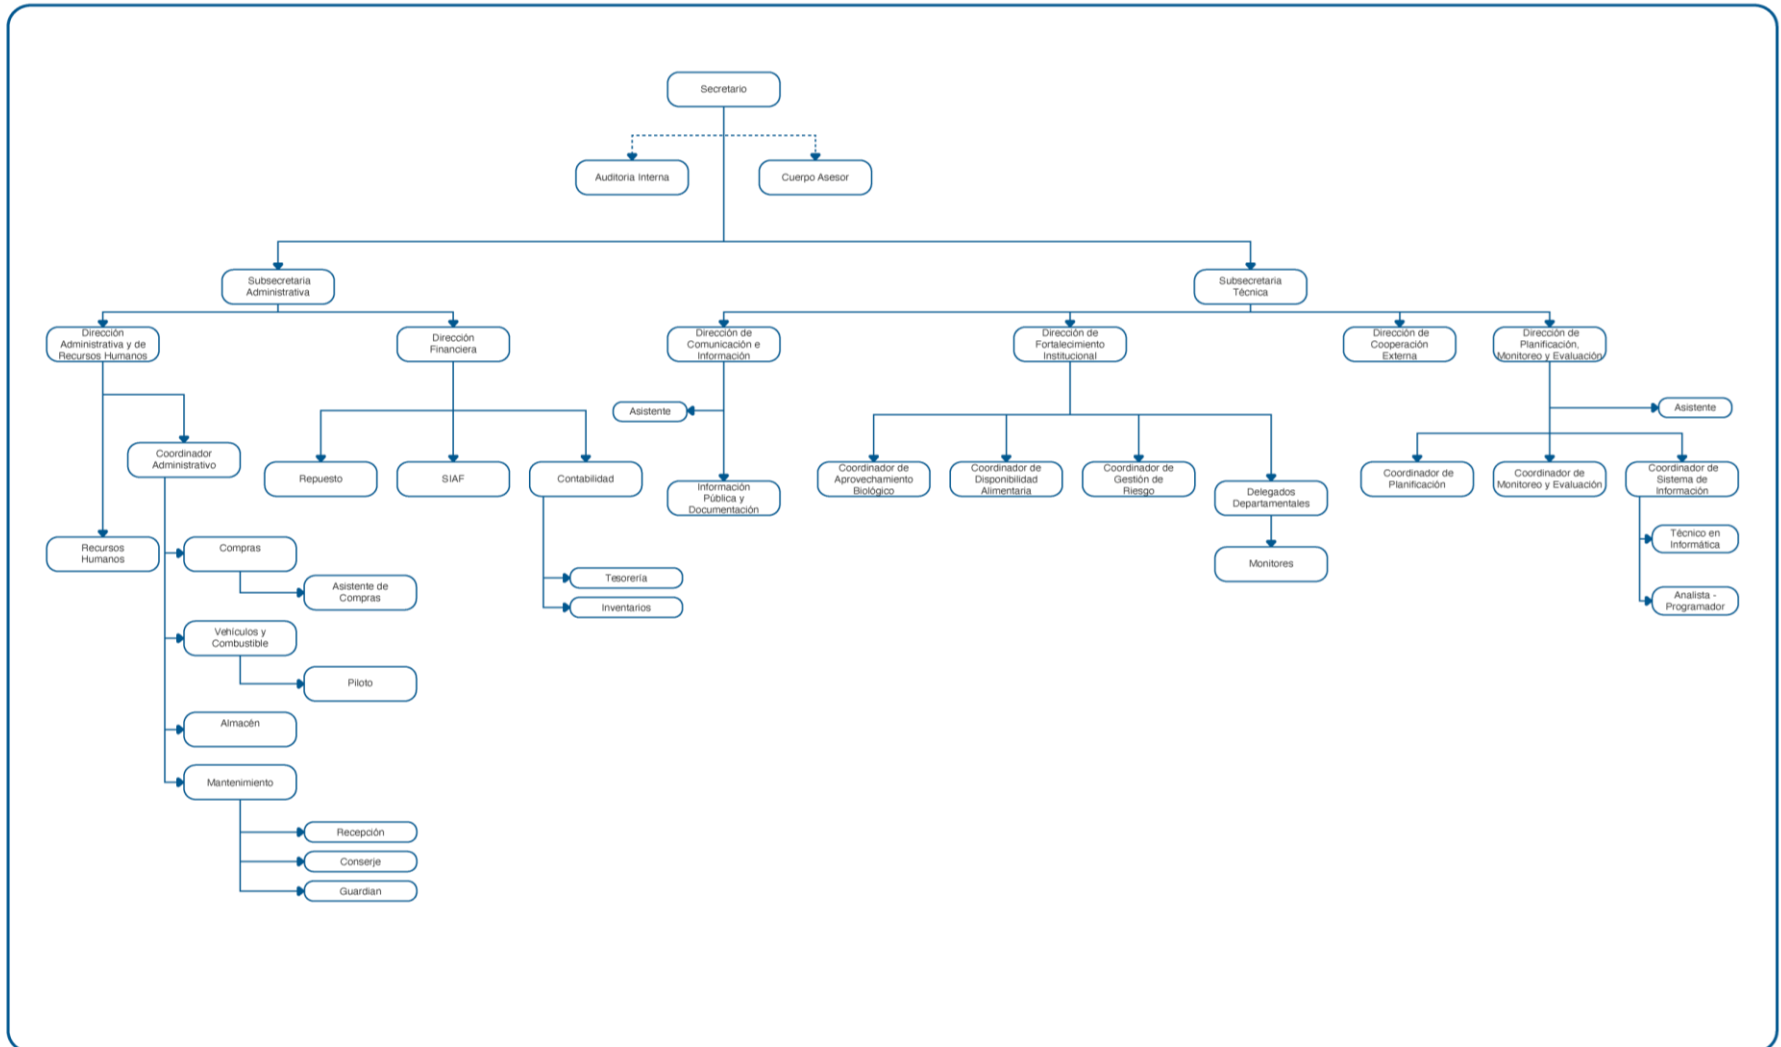 Secretario
Auditoria Interna
Cuerpo Asesor
Subsecretaria
Administrativa
Subsecretaria
Técnica
Dirección
Administrativa y de
Recursos Humanos
Dirección
Financiera
Dirección de
Comunicación e
Información
Dirección de
Fortalecimiento
Institucional
Dirección de
Cooperación
Externa
Dirección de
Planificación,
Monitoreo y Evaluación
Asistente
Asistente
Coordinador
Administrativo
Repuesto
SIAF
Contabilidad
Información
Pública y
Documentación
Coordinador de
Aprovechamiento
Biológico
Coordinador de
Disponibilidad
Alimentaria
Coordinador de
Gestión de
Riesgo
Delegados
Departamentales
Coordinador de
Planificación
Coordinador de
Monitoreo y Evaluación
Coordinador de
Sistema de
Información
Recursos
Humanos
Compras
Asistente de
Compras
Tesorería
Inventarios
Monitores
Técnico en
Informática
Analista -
Programador
Vehículos y
Combustible
Piloto
Almacén
Mantenimiento
Recepción
Conserje
Guardian